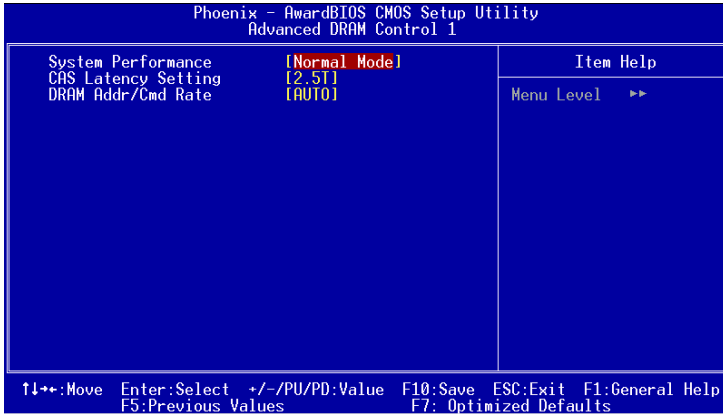 Phoenix - AwardBIOS CMOS Setup Utility
Advanced DRAM Control 1
System Performance [Normal Mode]
CAS Latency Setting [2.5T]
DRAM Addr/Cmd Rate [AUTO]
Item Help
Menu Level ►►
↑↓→←:Move Enter:Select +/-/PU/PD:Value F10:Save ESC:Exit F1:General Help
F5:Previous Values F7: Optimized Defaults